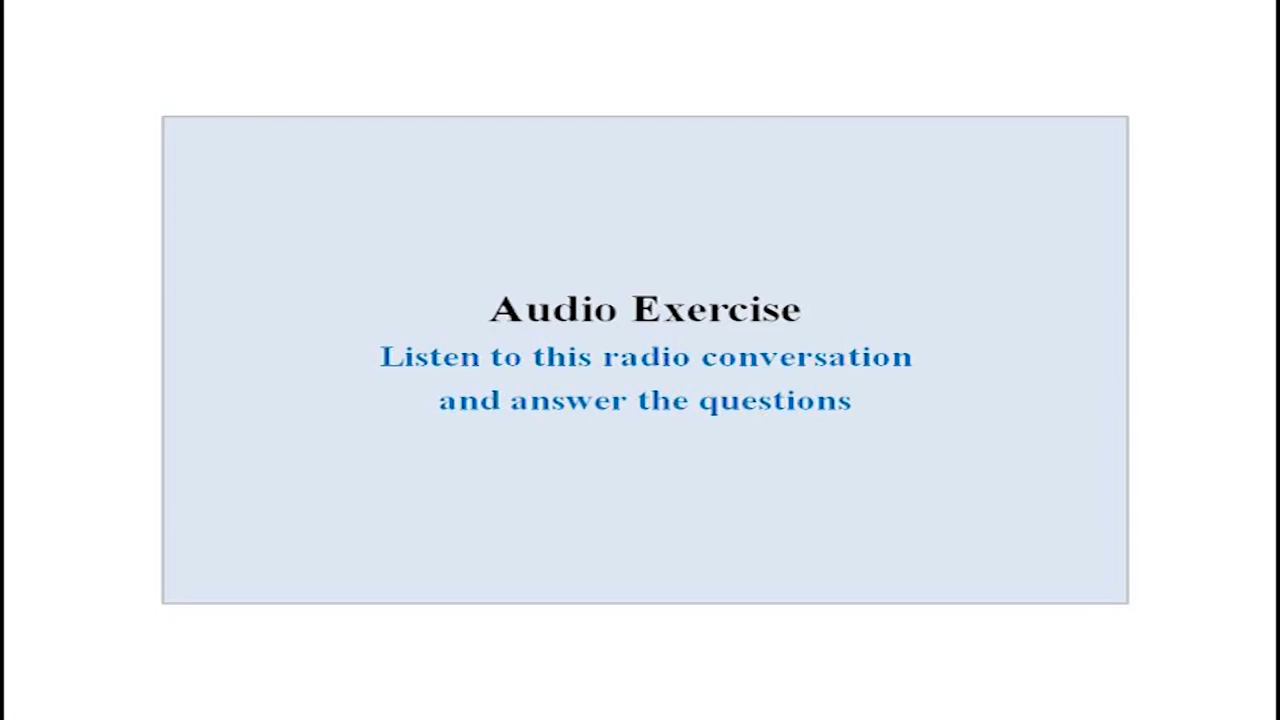 Audio Exercise
Listen to this radio conversation
and answer the questions